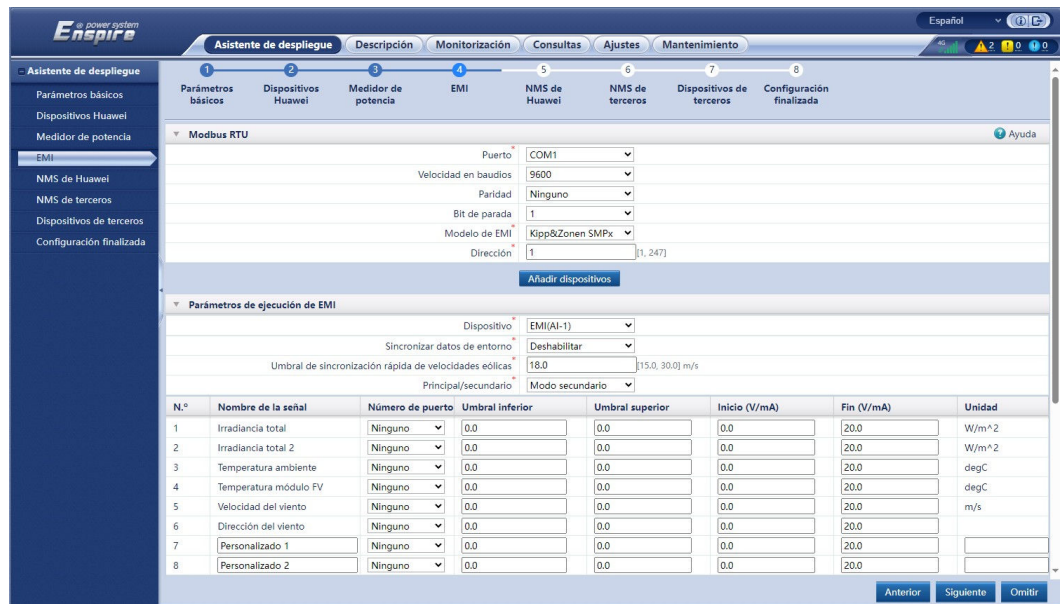 @ power system
Enspire
Español
Asistente de despliegue Descripción Monitorización Consultas Ajustes Mantenimiento
4G 2 0 0
Asistente de despliegue
Parámetros básicos
Dispositivos Huawei
Medidor de potencia
EMI
NMS de Huawei
NMS de terceros
Dispositivos de terceros
Configuración finalizada
1 2 3 4 5 6 7 8
Parámetros básicos Dispositivos Huawei Medidor de potencia EMI NMS de Huawei NMS de terceros Dispositivos de terceros Configuración finalizada
Modbus RTU Ayuda
Puerto* COM1
Velocidad en baudios* 9600
Paridad* Ninguno
Bit de parada* 1
Modelo de EMI* Kipp&Zonen SMPx
Dirección* 1 [1, 247]
Añadir dispositivos
Parámetros de ejecución de EMI
Dispositivo* EMI(AI-1)
Sincronizar datos de entorno* Deshabilitar
Umbral de sincronización rápida de velocidades eólicas* 18.0 [15.0, 30.0] m/s
Principal/secundario* Modo secundario
N.º Nombre de la señal Número de puerto Umbral inferior Umbral superior Inicio (V/mA) Fin (V/mA) Unidad
1 Irradiancia total Ninguno 0.0 0.0 0.0 20.0 W/m^2
2 Irradiancia total 2 Ninguno 0.0 0.0 0.0 20.0 W/m^2
3 Temperatura ambiente Ninguno 0.0 0.0 0.0 20.0 degC
4 Temperatura módulo FV Ninguno 0.0 0.0 0.0 20.0 degC
5 Velocidad del viento Ninguno 0.0 0.0 0.0 20.0 m/s
6 Dirección del viento Ninguno 0.0 0.0 0.0 20.0
7 Personalizado 1 Ninguno 0.0 0.0 0.0 20.0
8 Personalizado 2 Ninguno 0.0 0.0 0.0 20.0
Anterior Siguiente Omitir